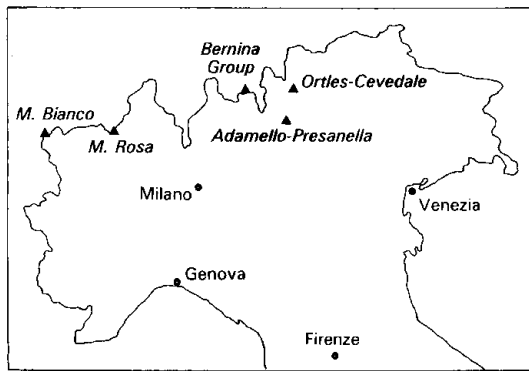 Bernina
Group
Ortles-Cevedale
M. Bianco
M. Rosa
Adamello-Presanella
Milano
Venezia
Genova
Firenze